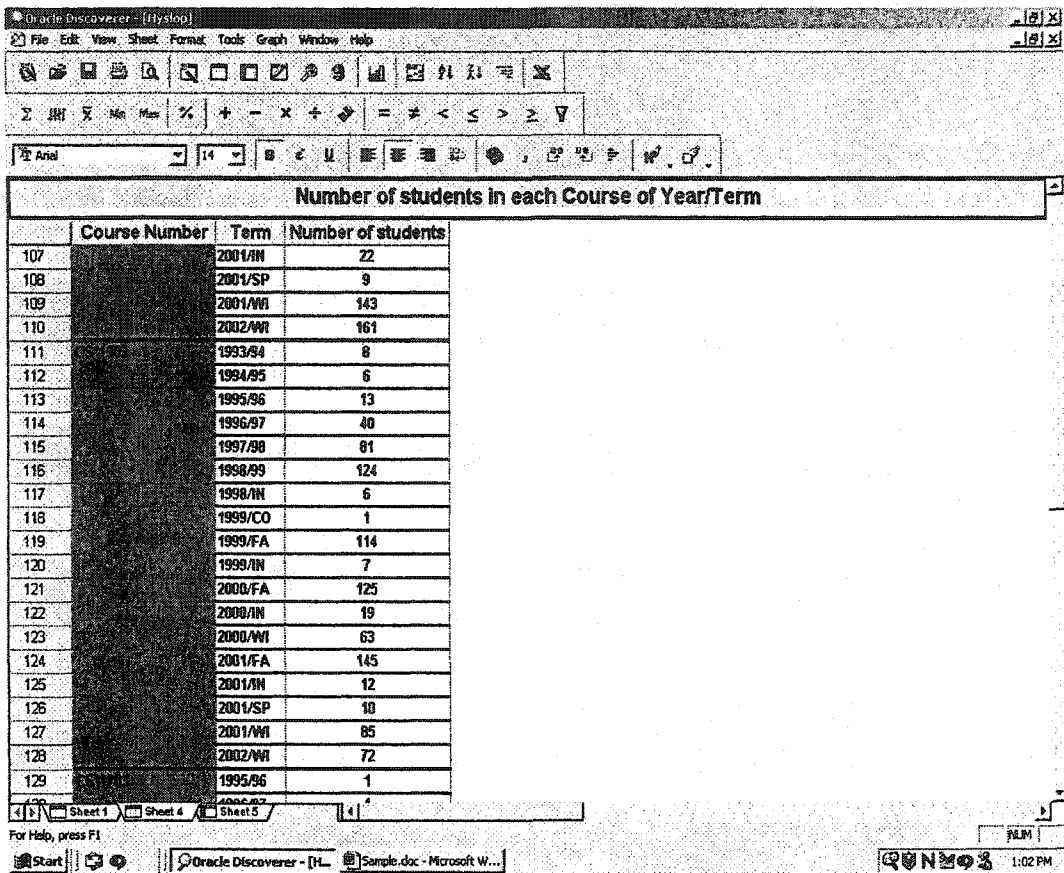 Oracle Discoverer - [Hyslop]
File Edit View Sheet Format Tools Graph Window Help
Σ X Min Max % + - × ÷ = ≠ < ≤ > ≥
Arial 14 B U
Number of students in each Course of Year/Term
Course Number Term Number of students
107 2001/IN 22
108 2001/SP 9
109 2001/WI 143
110 2002/WI 161
111 1993/94 8
112 1994/95 6
113 1995/96 13
114 1996/97 40
115 1997/98 81
116 1998/99 124
117 1998/IN 6
118 1999/CO 1
119 1999/FA 114
120 1999/IN 7
121 2000/FA 125
122 2000/IN 19
123 2000/WI 63
124 2001/FA 145
125 2001/IN 12
126 2001/SP 10
127 2001/WI 85
128 2002/WI 72
129 1995/96 1
Sheet 1 Sheet 4 Sheet 5
For Help, press F1 NUM
Start Oracle Discoverer - [H... Sample.doc - Microsoft W... 1:02 PM